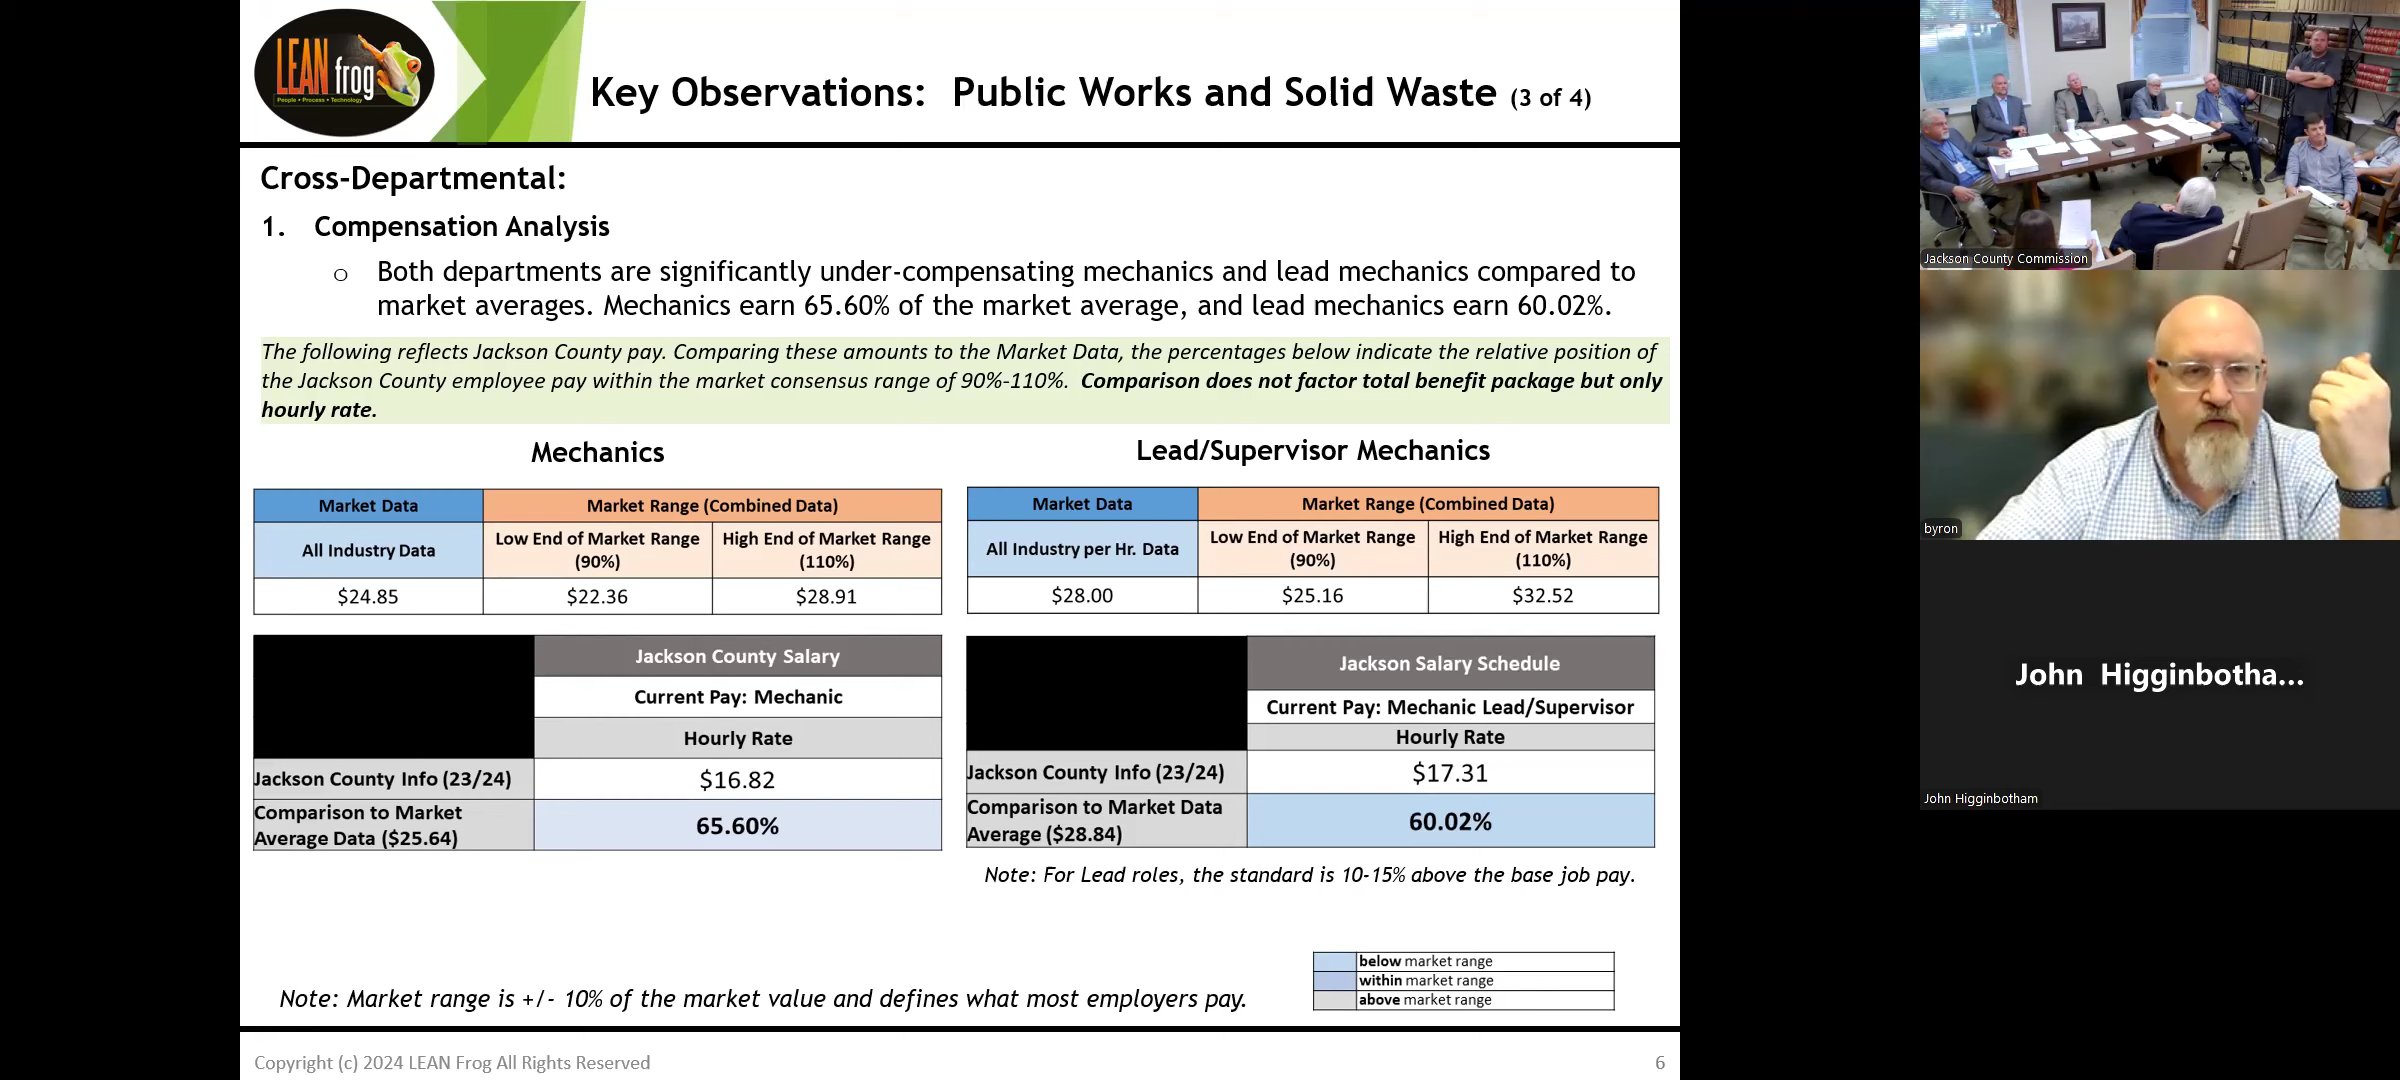 LEAN frog
People • Process • Technology
Key Observations:  Public Works and Solid Waste (3 of 4)
Cross-Departmental:
1. Compensation Analysis
o Both departments are significantly under-compensating mechanics and lead mechanics compared to
market averages. Mechanics earn 65.60% of the market average, and lead mechanics earn 60.02%.
The following reflects Jackson County pay. Comparing these amounts to the Market Data, the percentages below indicate the relative position of
the Jackson County employee pay within the market consensus range of 90%-110%.  Comparison does not factor total benefit package but only
hourly rate.
Mechanics
Market Data
Market Range (Combined Data)
All Industry Data
Low End of Market Range
(90%)
High End of Market Range
(110%)
$24.85
$22.36
$28.91
Jackson County Salary
Current Pay: Mechanic
Hourly Rate
Jackson County Info (23/24)
$16.82
Comparison to Market
Average Data ($25.64)
65.60%
Lead/Supervisor Mechanics
Market Data
Market Range (Combined Data)
All Industry per Hr. Data
Low End of Market Range
(90%)
High End of Market Range
(110%)
$28.00
$25.16
$32.52
Jackson Salary Schedule
Current Pay: Mechanic Lead/Supervisor
Hourly Rate
Jackson County Info (23/24)
$17.31
Comparison to Market Data
Average ($28.84)
60.02%
Note: For Lead roles, the standard is 10-15% above the base job pay.
Note: Market range is +/- 10% of the market value and defines what most employers pay.
below market range
within market range
above market range
Copyright (c) 2024 LEAN Frog All Rights Reserved
6
Jackson County Commission
byron
John Higginbotha...
John Higginbotham